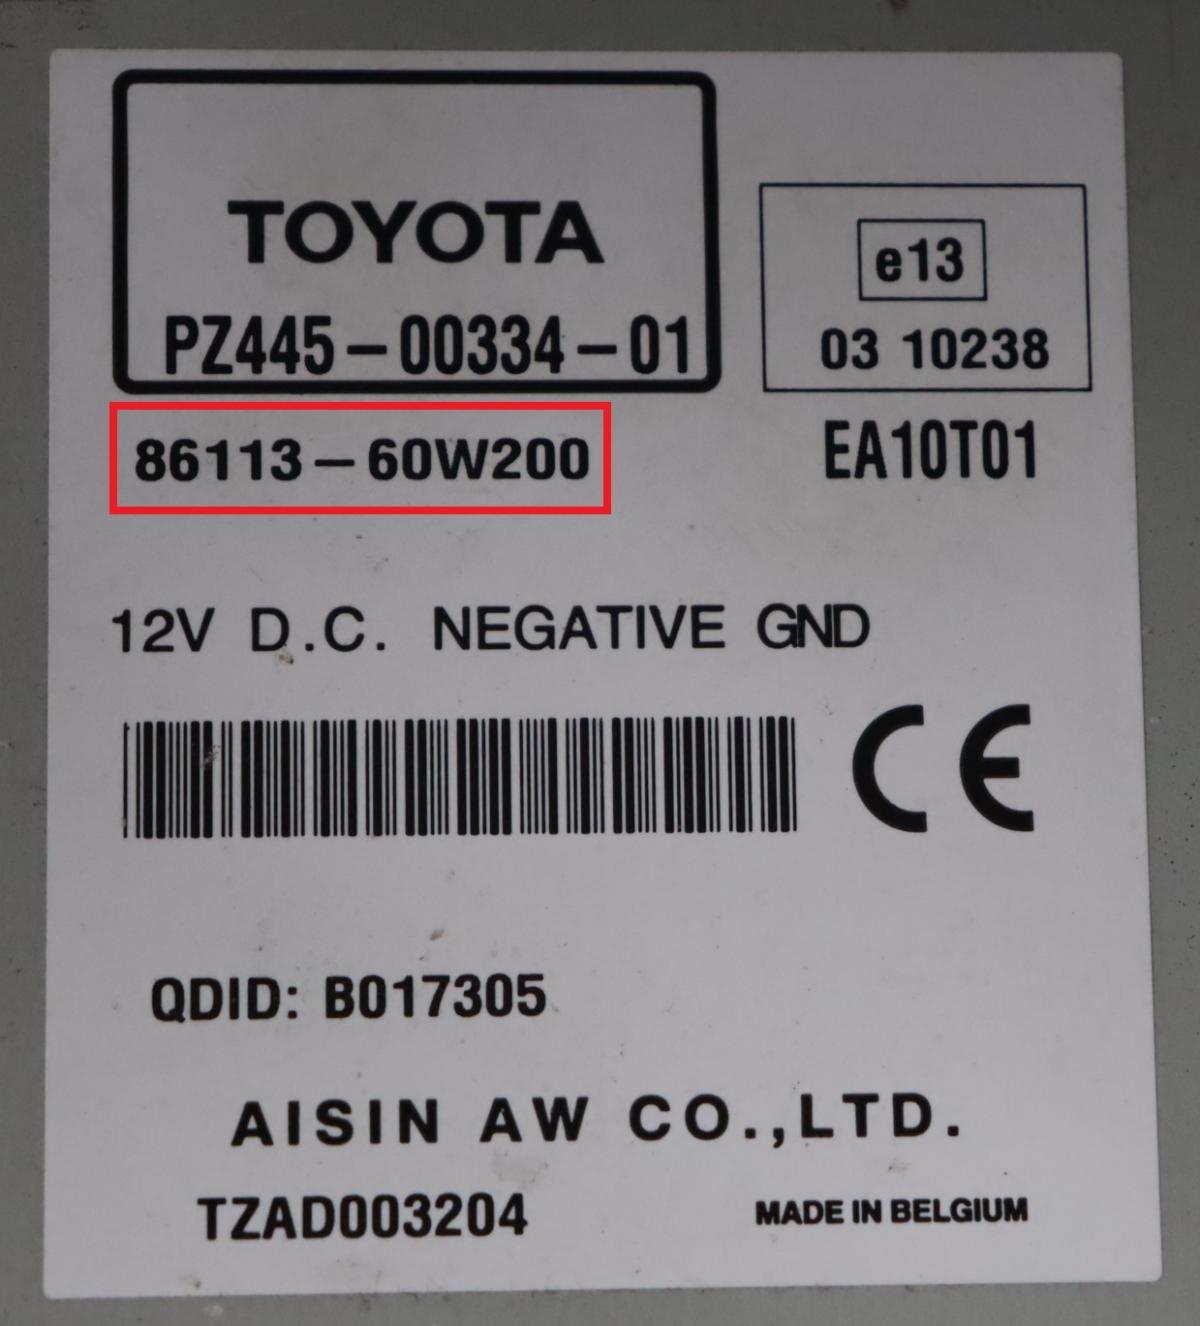 TOYOTA
PZ445-00334-01
e13
03 10238
86113-60W200
EA10T01
12V D.C. NEGATIVE GND
CE
QDID: B017305
AISIN AW CO.,LTD.
TZAD003204
MADE IN BELGIUM